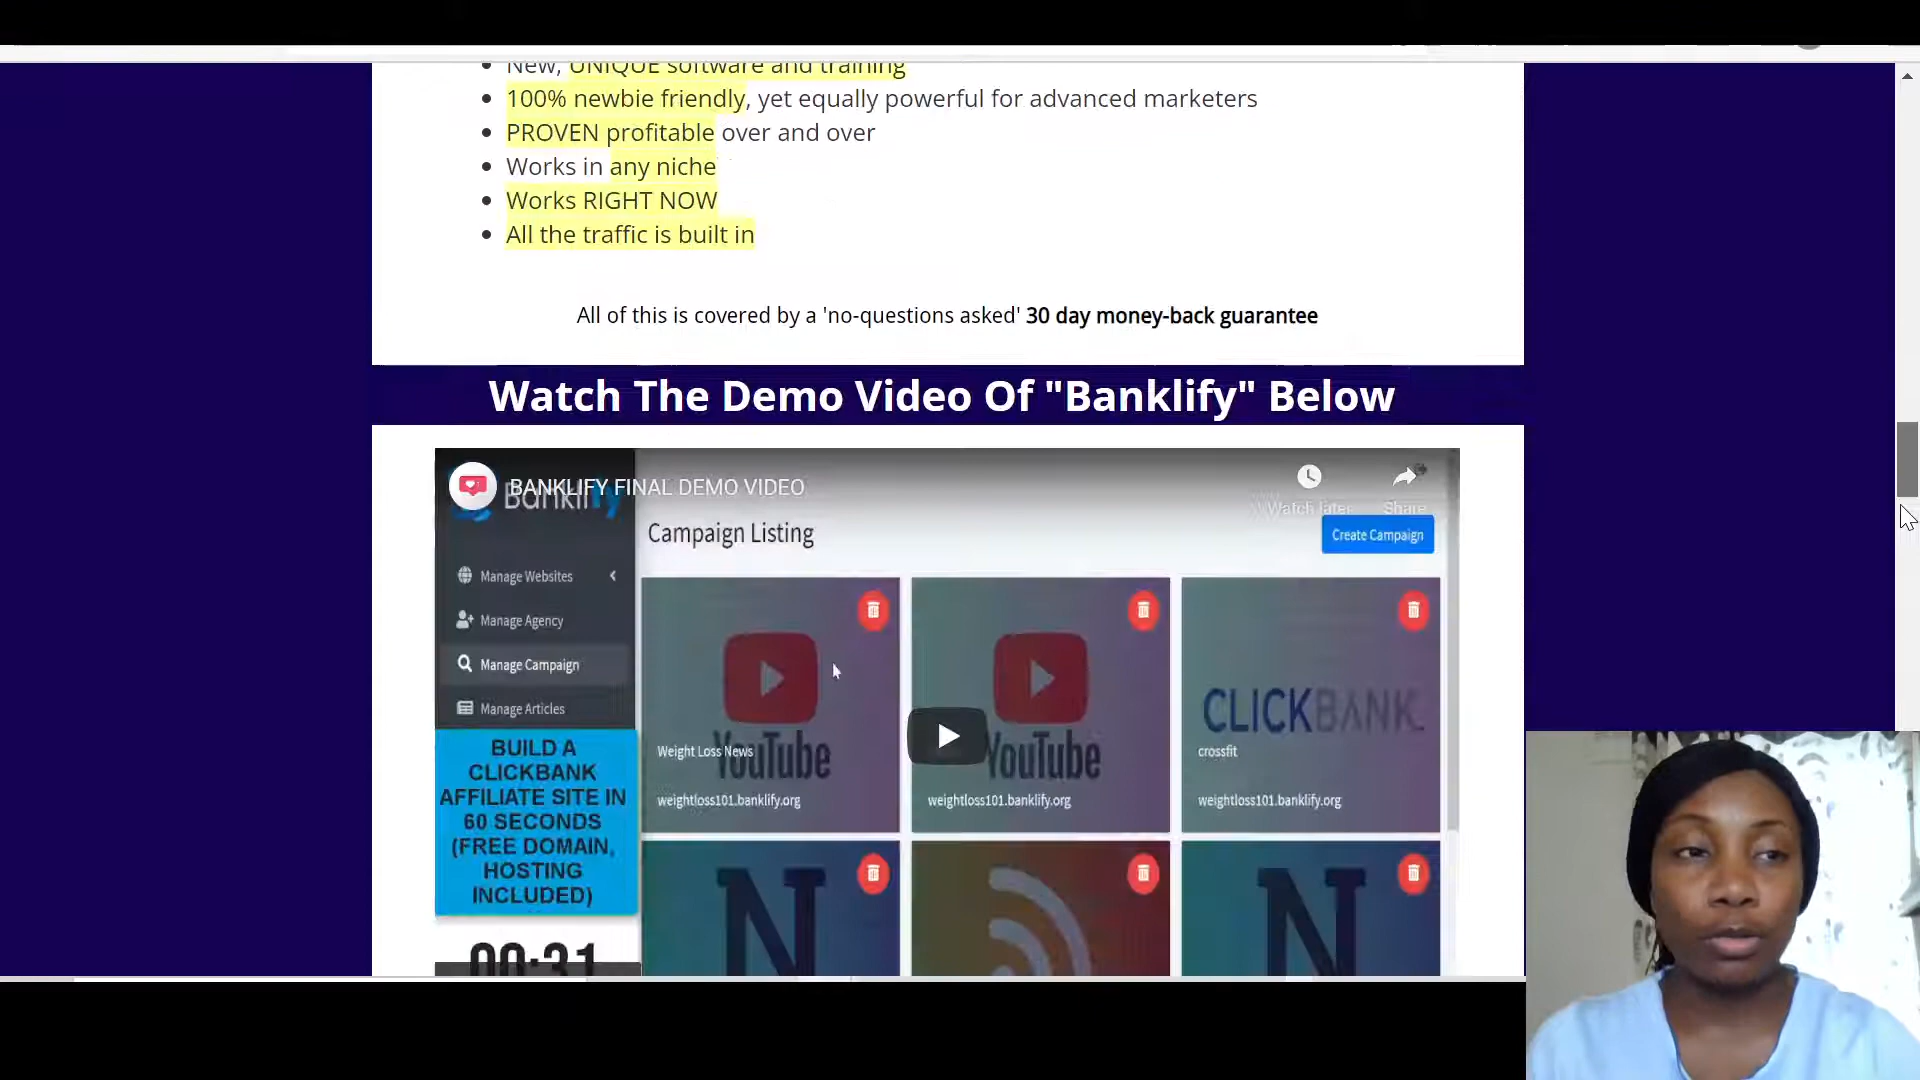 New, UNIQUE software and training
100% newbie friendly, yet equally powerful for advanced marketers
PROVEN profitable over and over
Works in any niche
Works RIGHT NOW
All the traffic is built in
All of this is covered by a 'no-questions asked' 30 day money-back guarantee
Watch The Demo Video Of "Banklify" Below
BANKLIFY FINAL DEMO VIDEO
Banklify
Watch later
Share
Campaign Listing
Create Campaign
Manage Websites
Manage Agency
Manage Campaign
Manage Articles
YouTube
Weight Loss News
weightloss101.banklify.org
YouTube
weightloss101.banklify.org
CLICKBANK
crossfit
weightloss101.banklify.org
BUILD A
CLICKBANK
AFFILIATE SITE IN
60 SECONDS
(FREE DOMAIN,
HOSTING
INCLUDED)
00:31
N
N